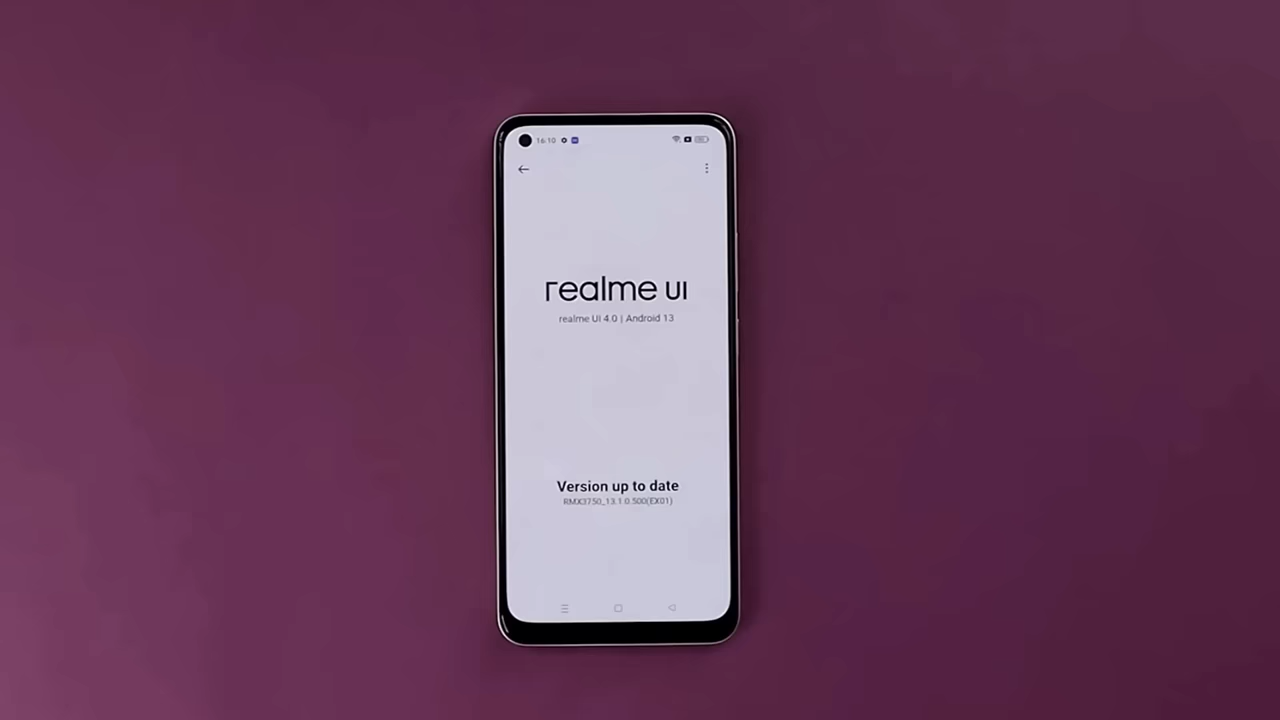 16:10
realme UI
realme UI 4.0 | Android 13
Version up to date
RMX3750_13.1.0.500(EX01)